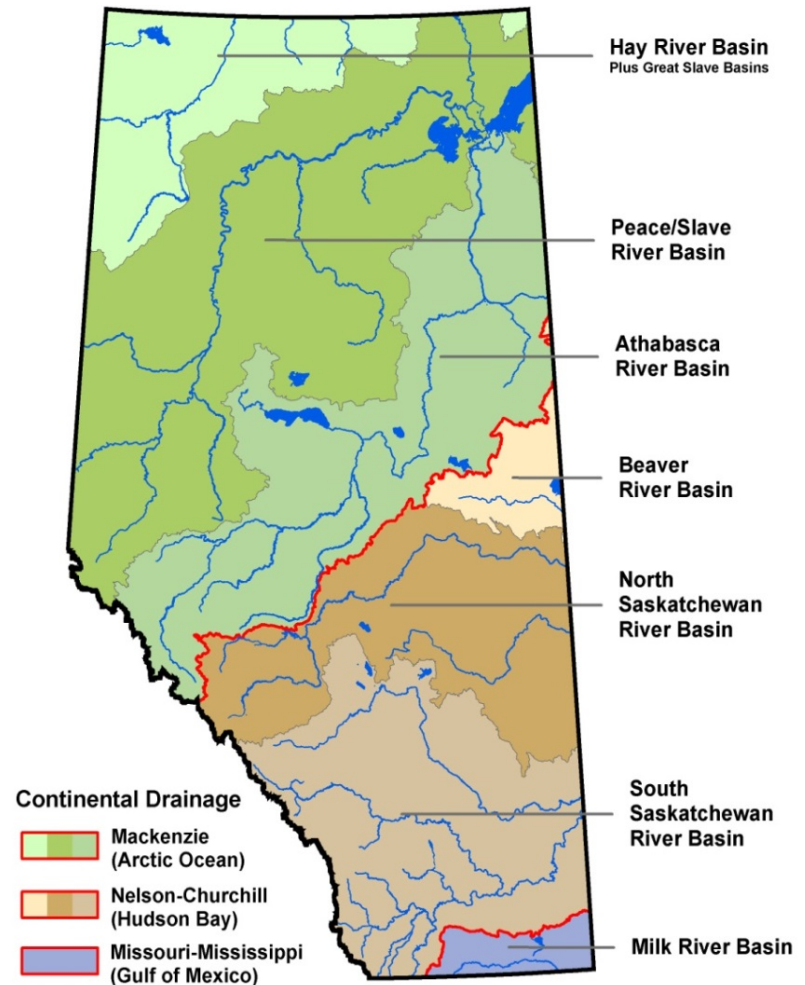 Hay River Basin
Plus Great Slave Basins
Peace/Slave
River Basin
Athabasca
River Basin
Beaver
River Basin
North
Saskatchewan
River Basin
South
Saskatchewan
River Basin
Milk River Basin
Continental Drainage
Mackenzie
(Arctic Ocean)
Nelson-Churchill
(Hudson Bay)
Missouri-Mississippi
(Gulf of Mexico)